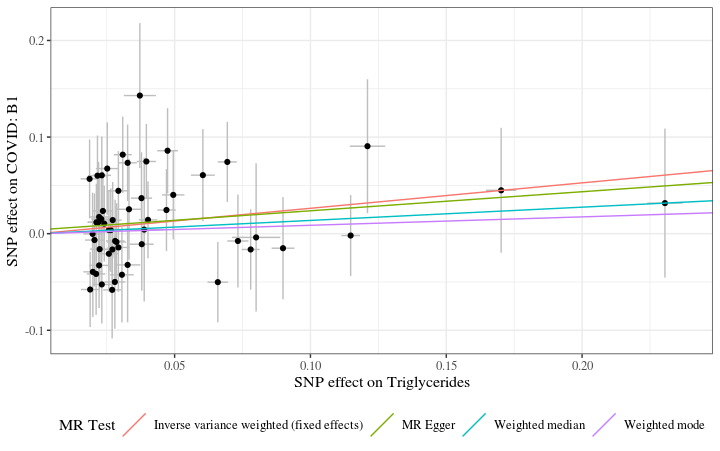 0.2
0.1
0.0
-0.1
SNP effect on COVID: B1
0.05
0.10
0.15
0.20
SNP effect on Triglycerides
MR Test
Inverse variance weighted (fixed effects)
MR Egger
Weighted median
Weighted mode